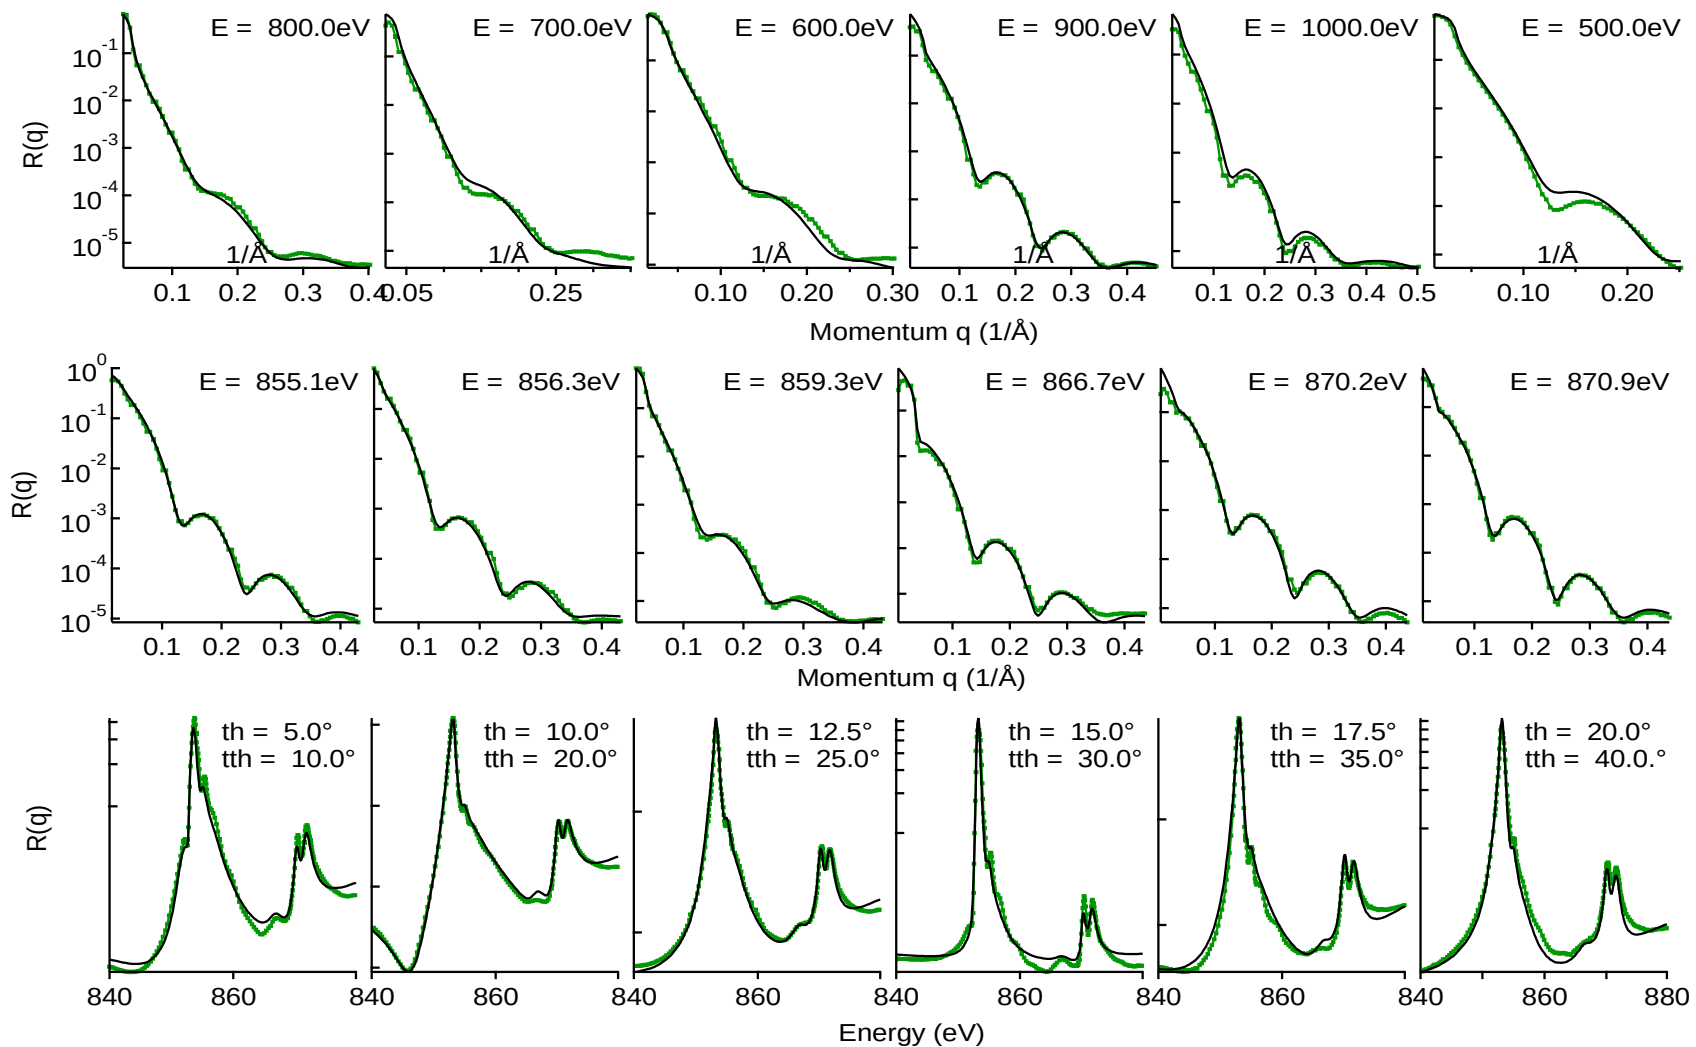 E = 800.0eV E = 700.0eV E = 600.0eV E = 900.0eV E = 1000.0eV E = 500.0eV
10-1
10-2
10-3
10-4
10-5
R(q)
1/Å 1/Å 1/Å 1/Å 1/Å 1/Å
0.1 0.2 0.3 0.4 0.05 0.25 0.10 0.20 0.30 0.1 0.2 0.3 0.4 0.1 0.2 0.3 0.4 0.5 0.10 0.20
Momentum q (1/Å)
E = 855.1eV E = 856.3eV E = 859.3eV E = 866.7eV E = 870.2eV E = 870.9eV
100
10-1
10-2
10-3
10-4
10-5
R(q)
0.1 0.2 0.3 0.4 0.1 0.2 0.3 0.4 0.1 0.2 0.3 0.4 0.1 0.2 0.3 0.4 0.1 0.2 0.3 0.4 0.1 0.2 0.3 0.4
Momentum q (1/Å)
th = 5.0° th = 10.0° th = 12.5° th = 15.0° th = 17.5° th = 20.0°
tth = 10.0° tth = 20.0° tth = 25.0° tth = 30.0° tth = 35.0° tth = 40.0.°
R(q)
840 860 840 860 840 860 840 860 840 860 840 860 880
Energy (eV)